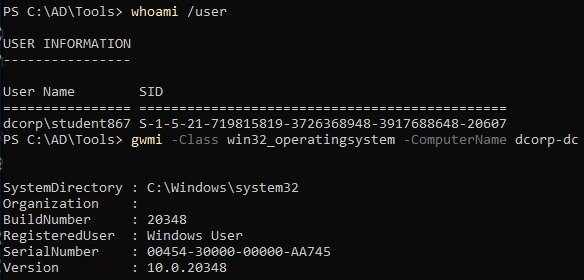 PS C:\AD\Tools> whoami /user
USER INFORMATION
----------------
User Name        SID
================ ==============================================
dcorp\student867 S-1-5-21-719815819-3726368948-3917688648-20607
PS C:\AD\Tools> gwmi -Class win32_operatingsystem -ComputerName dcorp-dc
SystemDirectory : C:\Windows\system32
Organization    :
BuildNumber     : 20348
RegisteredUser  : Windows User
SerialNumber    : 00454-30000-00000-AA745
Version         : 10.0.20348